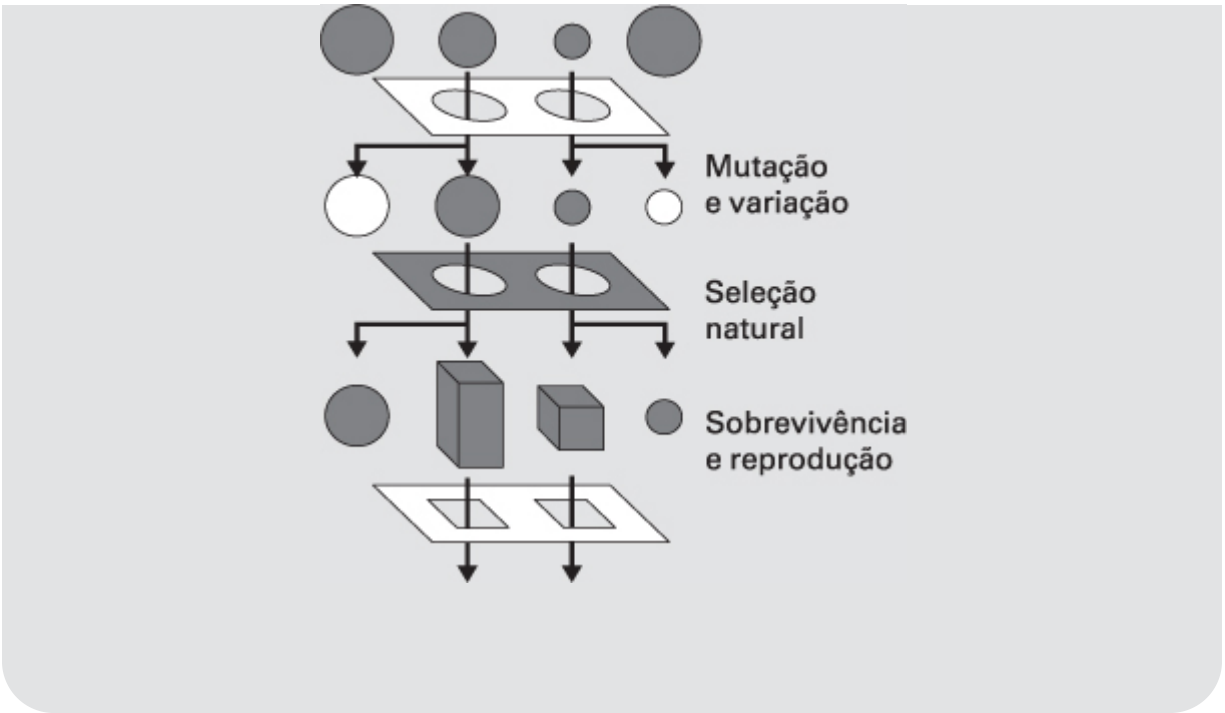 Mutação
e variação
Seleção
natural
Sobrevivência
e reprodução